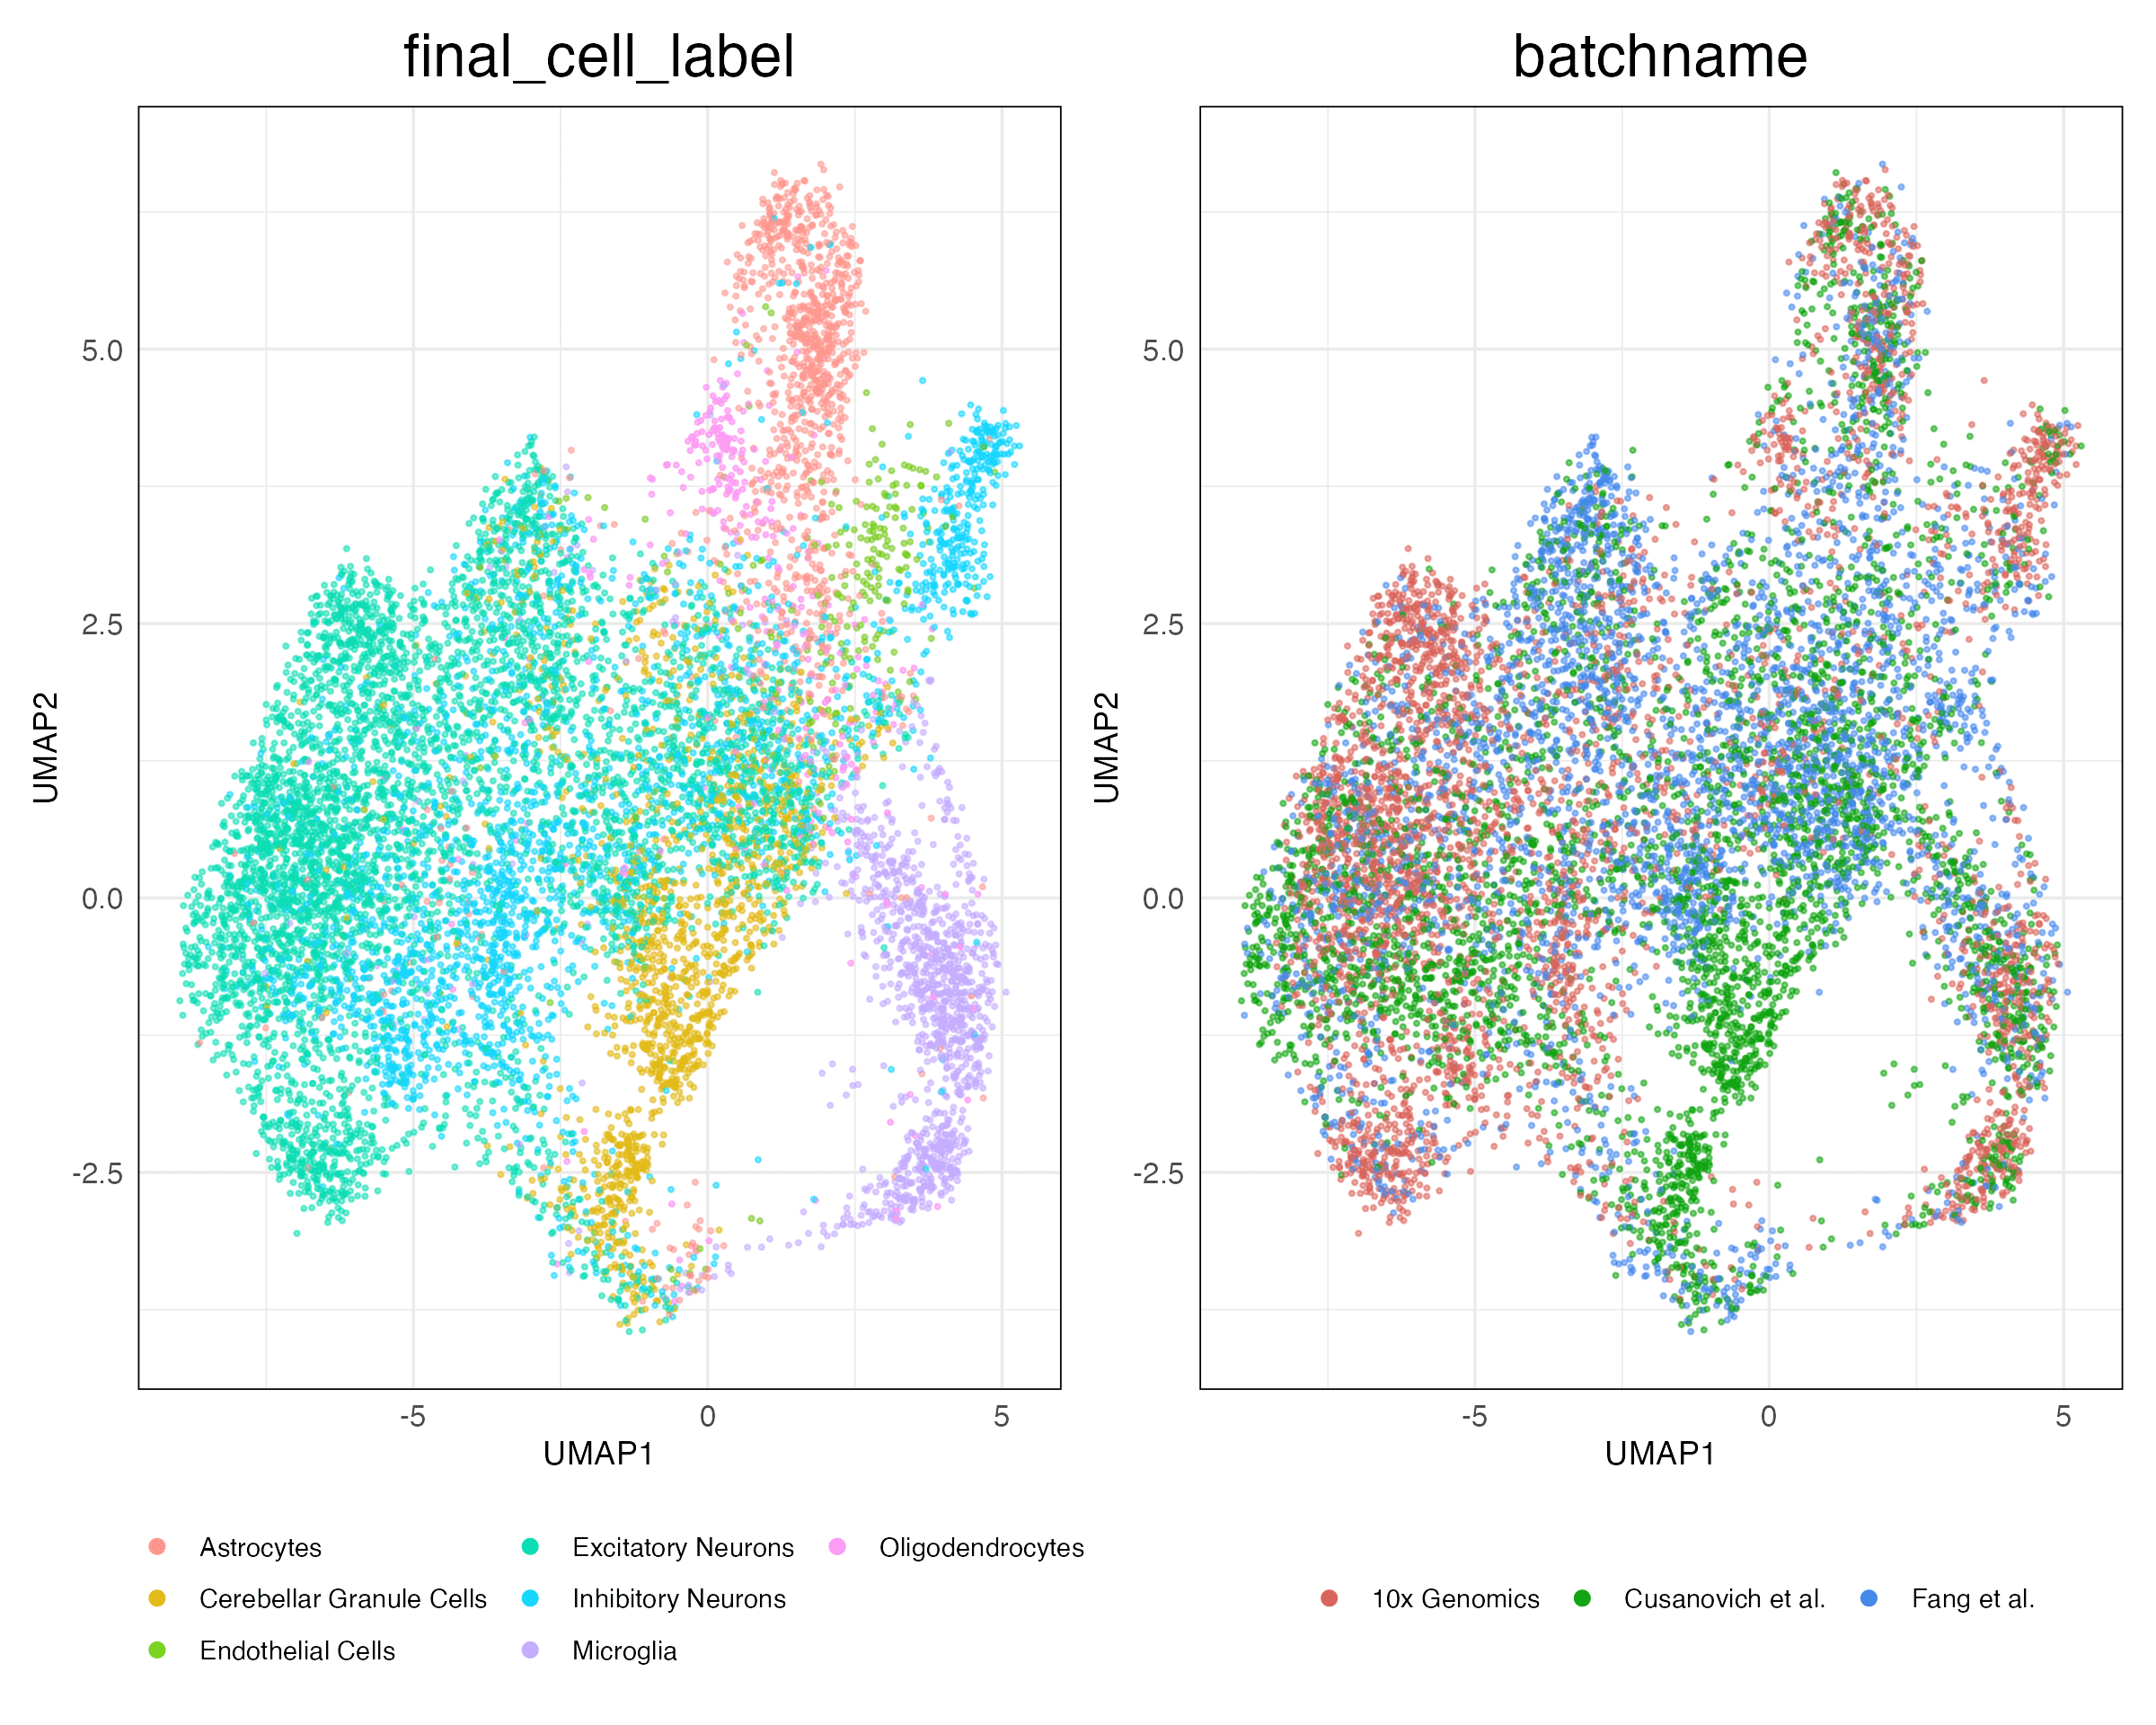 final_cell_label
batchname
UMAP2
5.0
2.5
0.0
-2.5
-5
0
5
UMAP1
UMAP2
5.0
2.5
0.0
-2.5
-5
0
5
UMAP1
Astrocytes
Cerebellar Granule Cells
Endothelial Cells
Excitatory Neurons
Inhibitory Neurons
Microglia
Oligodendrocytes
10x Genomics
Cusanovich et al.
Fang et al.